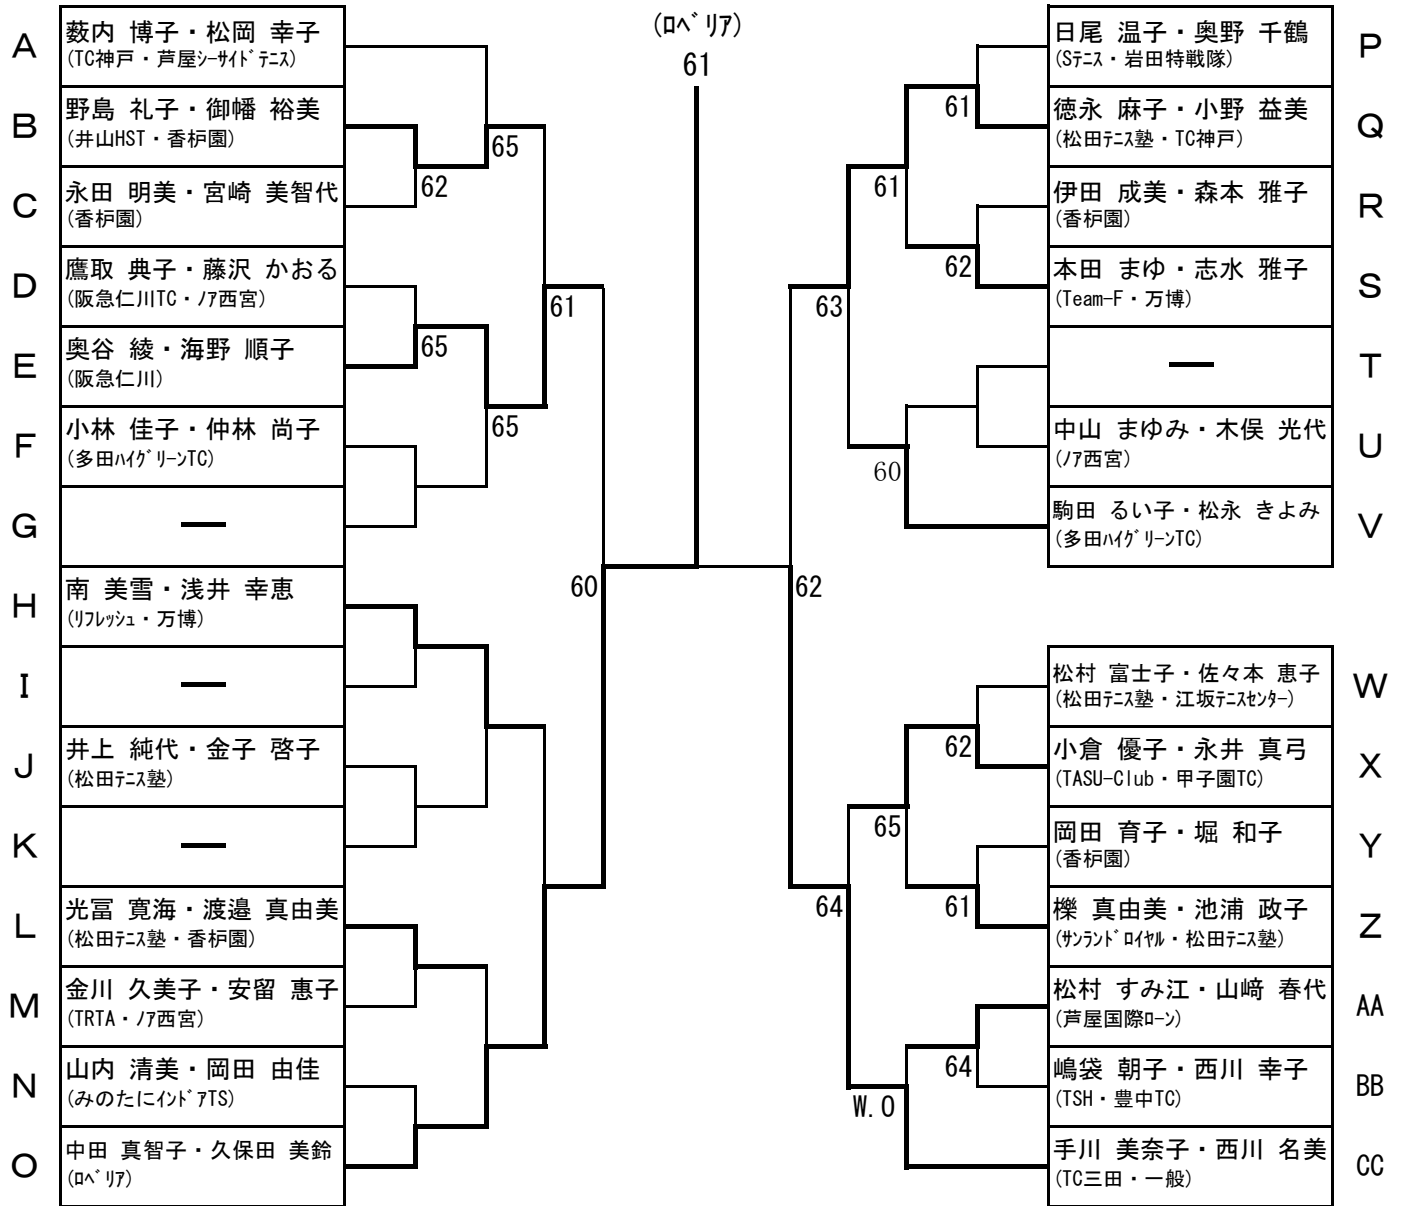 (ﾛﾍﾞﾘｱ)
61
A
薮内 博子・松岡 幸子
(TC神戸・芦屋ｼｰｻｲﾄﾞﾃﾆｽ)
B
野島 礼子・御幡 裕美
(井山HST・香枦園)
65
62
C
永田 明美・宮崎 美智代
(香枦園)
D
鷹取 典子・藤沢 かおる
(阪急仁川TC・ﾉｱ西宮)
61
E
奥谷 綾・海野 順子
(阪急仁川)
65
F
小林 佳子・仲林 尚子
(多田ﾊｲｸﾞﾘｰﾝTC)
65
G
―
H
南 美雪・浅井 幸恵
(ﾘﾌﾚｯｼｭ・万博)
60
I
―
J
井上 純代・金子 啓子
(松田ﾃﾆｽ塾)
K
―
L
光冨 寛海・渡邉 真由美
(松田ﾃﾆｽ塾・香枦園)
M
金川 久美子・安留 惠子
(TRTA・ﾉｱ西宮)
N
山内 清美・岡田 由佳
(みのたにｲﾝﾄﾞｱTS)
O
中田 真智子・久保田 美鈴
(ﾛﾍﾞﾘｱ)
日尾 温子・奥野 千鶴
(Sﾃﾆｽ・岩田特戦隊)
P
61
徳永 麻子・小野 益美
(松田ﾃﾆｽ塾・TC神戸)
Q
61
伊田 成美・森本 雅子
(香枦園)
R
62
本田 まゆ・志水 雅子
(Team-F・万博)
S
63
―
T
中山 まゆみ・木俣 光代
(ﾉｱ西宮)
U
60
駒田 るい子・松永 きよみ
(多田ﾊｲｸﾞﾘｰﾝTC)
V
62
松村 富士子・佐々本 恵子
(松田テニス塾・江坂ﾃﾆｽｾﾝﾀｰ)
W
62
小倉 優子・永井 真弓
(TASU-Club・甲子園TC)
X
65
岡田 育子・堀 和子
(香枦園)
Y
64
61
櫟 真由美・池浦 政子
(ｻﾝﾗﾝﾄﾞﾛｲﾔﾙ・松田ﾃﾆｽ塾)
Z
松村 すみ江・山﨑 春代
(芦屋国際ﾛｰﾝ)
AA
64
嶋袋 朝子・西川 幸子
(TSH・豊中TC)
BB
W.O
手川 美奈子・西川 名美
(TC三田・一般)
CC